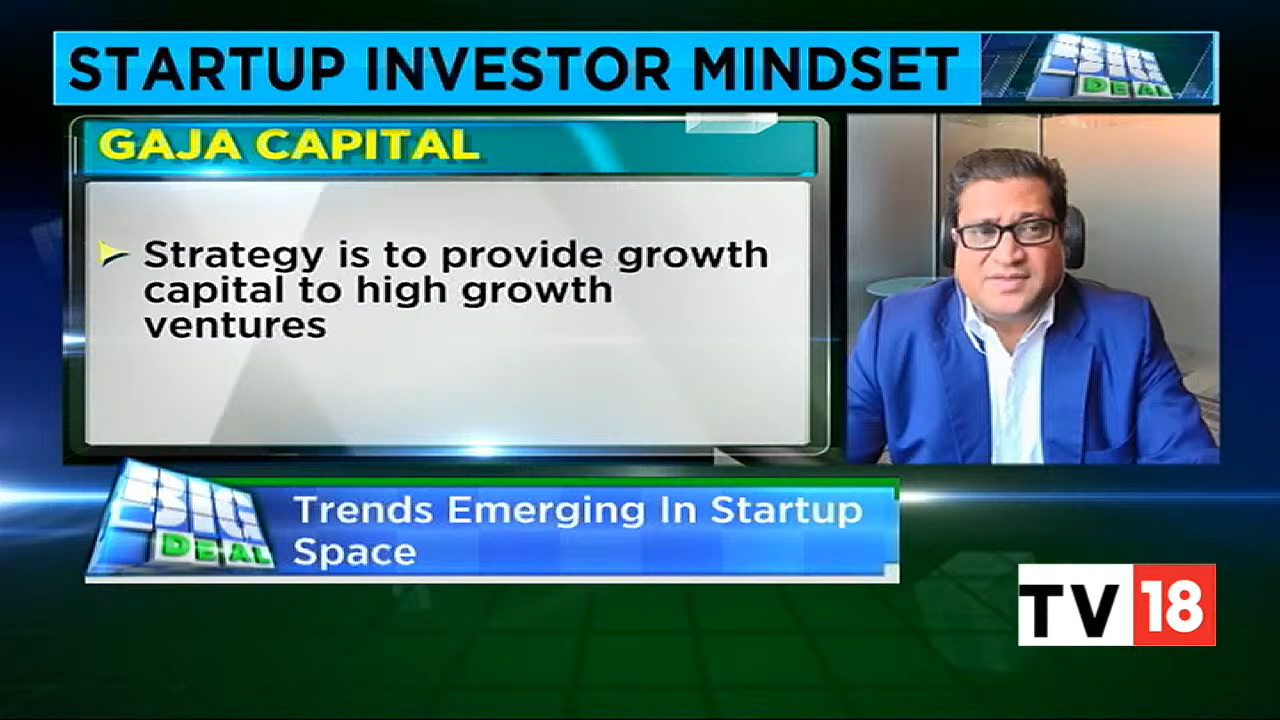 STARTUP INVESTOR MINDSET
BIG
DEAL
GAJA CAPITAL
Strategy is to provide growth
capital to high growth
ventures
BIG
DEAL
Trends Emerging In Startup
Space
TV18